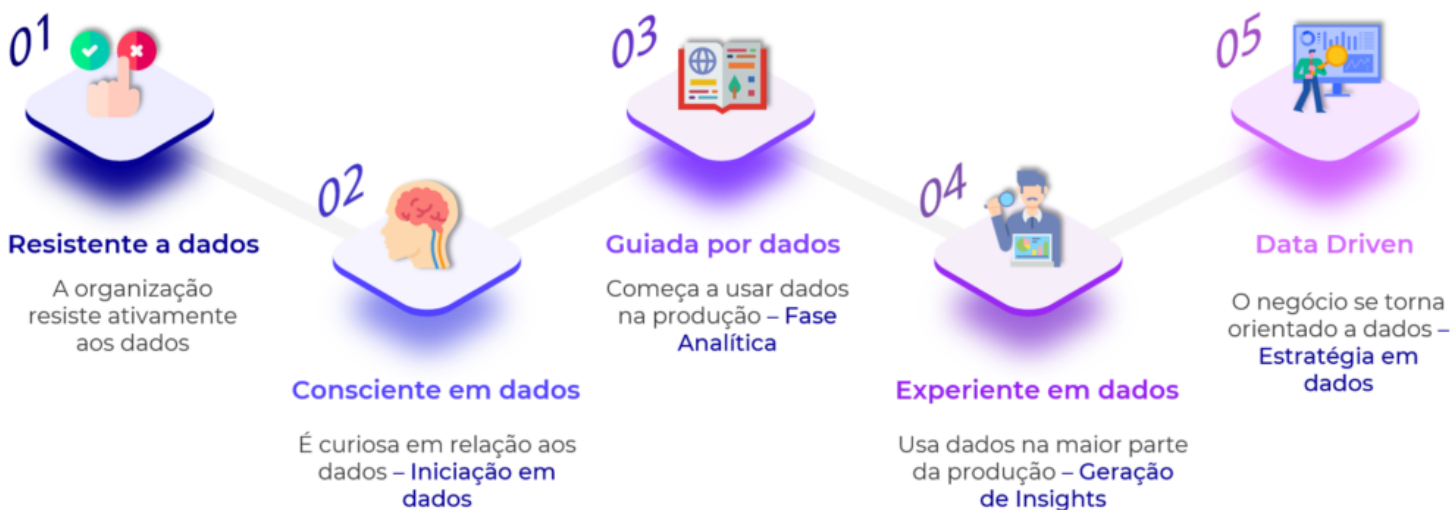 01
Resistente a dados
A organização
resiste ativamente
aos dados
02
Consciente em dados
É curiosa em relação aos
dados – Iniciação em
dados
03
Guiada por dados
Começa a usar dados
na produção – Fase
Analítica
04
Experiente em dados
Usa dados na maior parte
da produção – Geração
de Insights
05
Data Driven
O negócio se torna
orientado a dados –
Estratégia em
dados